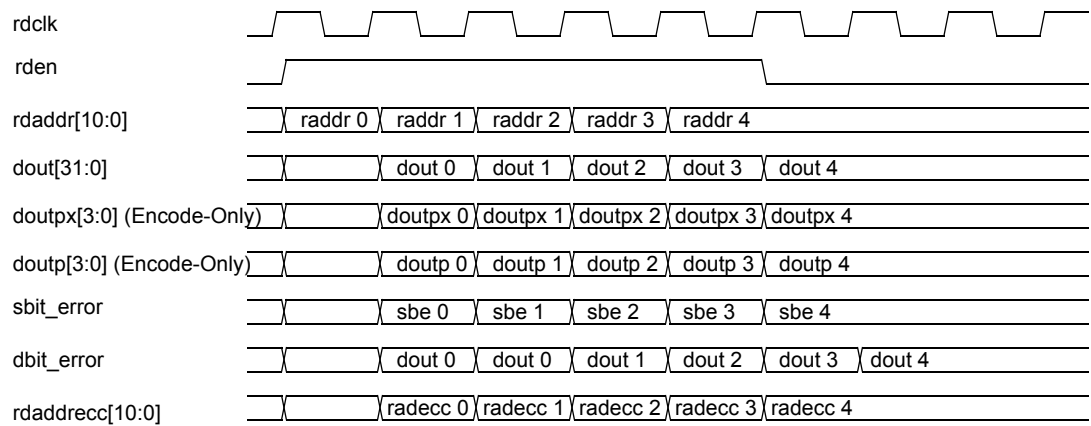 rdclk
rden
rdaddr[10:0] raddr 0 raddr 1 raddr 2 raddr 3 raddr 4
dout[31:0] dout 0 dout 1 dout 2 dout 3 dout 4
doutpx[3:0] (Encode-Only) doutpx 0 doutpx 1 doutpx 2 doutpx 3 doutpx 4
doutp[3:0] (Encode-Only) doutp 0 doutp 1 doutp 2 doutp 3 doutp 4
sbit_error sbe 0 sbe 1 sbe 2 sbe 3 sbe 4
dbit_error dout 0 dout 0 dout 1 dout 2 dout 3 dout 4
rdaddrecc[10:0] radecc 0 radecc 1 radecc 2 radecc 3 radecc 4